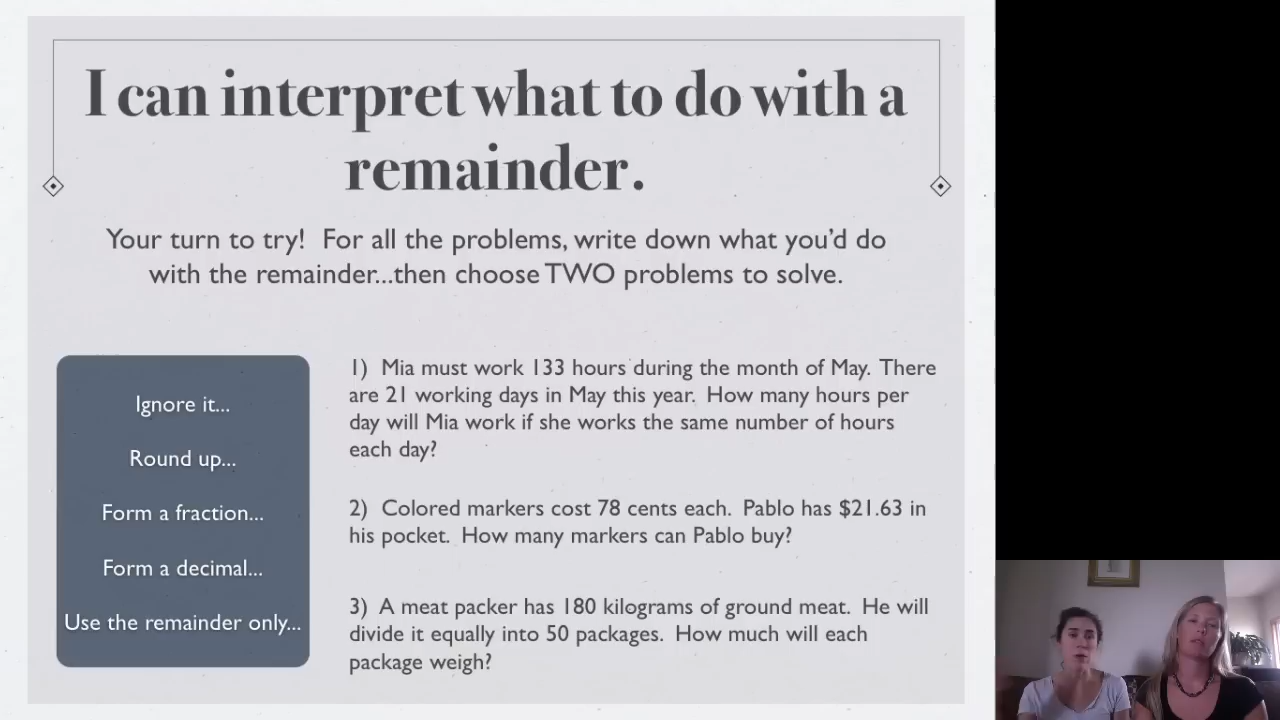 I can interpret what to do with a
remainder.
Your turn to try! For all the problems, write down what you’d do
with the remainder...then choose TWO problems to solve.
Ignore it...
Round up...
Form a fraction...
Form a decimal...
Use the remainder only...
1) Mia must work 133 hours during the month of May. There
are 21 working days in May this year. How many hours per
day will Mia work if she works the same number of hours
each day?
2) Colored markers cost 78 cents each. Pablo has $21.63 in
his pocket. How many markers can Pablo buy?
3) A meat packer has 180 kilograms of ground meat. He will
divide it equally into 50 packages. How much will each
package weigh?